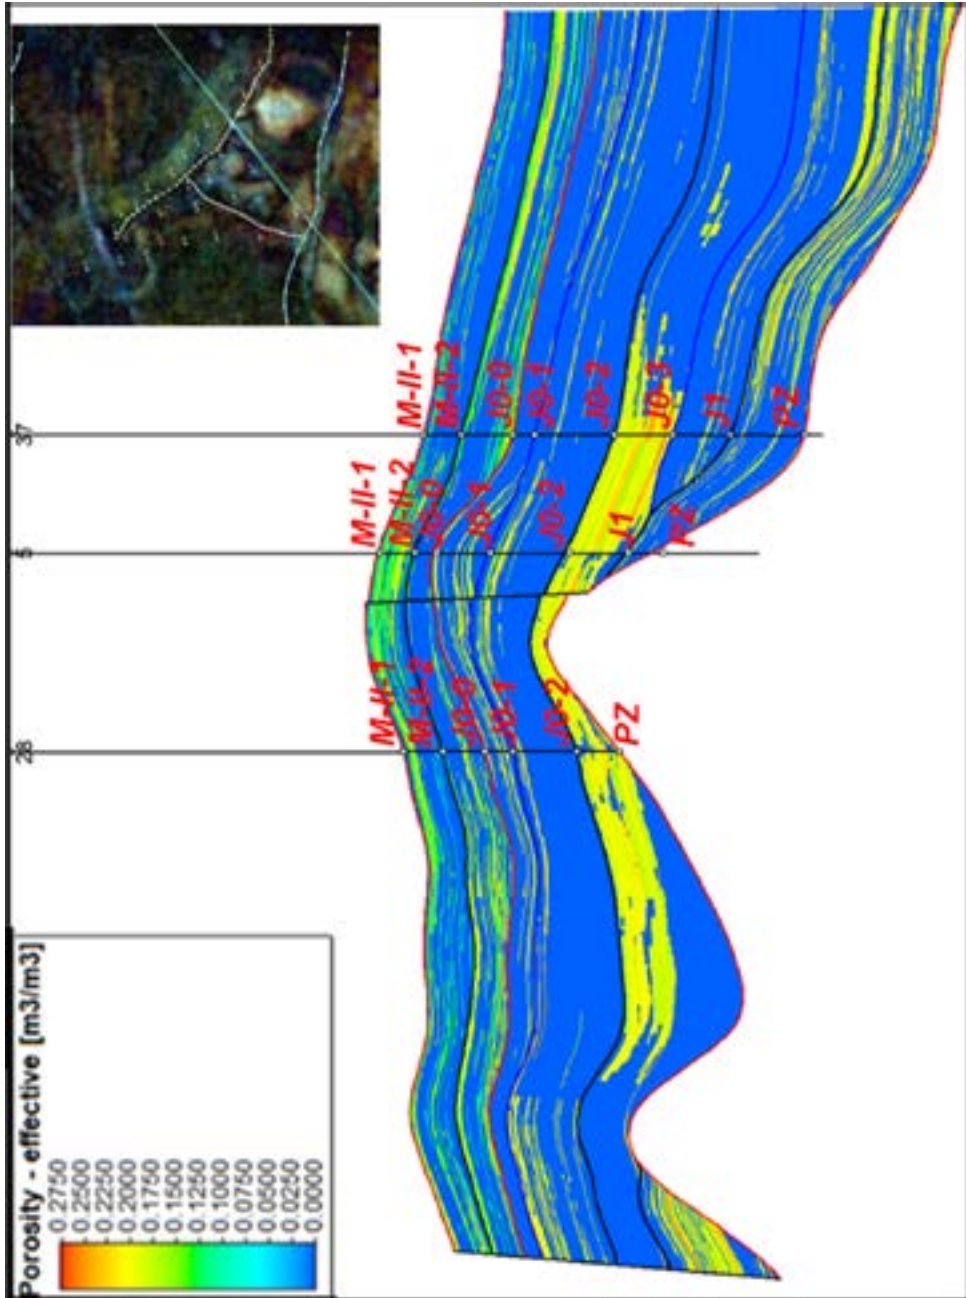 Porosity - effective [m3/m3]
0.2750
0.2500
0.2250
0.2000
0.1750
0.1500
0.1250
0.1000
0.0750
0.0500
0.0250
0.0000
28
M-II-1
M-II-2
J0-0
J0-1
J0-2
PZ
5
M-II-1
M-II-2
J0-0
J0-1
J0-2
J1
PZ
37
M-II-1
M-II-2
J0-0
J0-1
J0-2
J0-3
J1
PZ